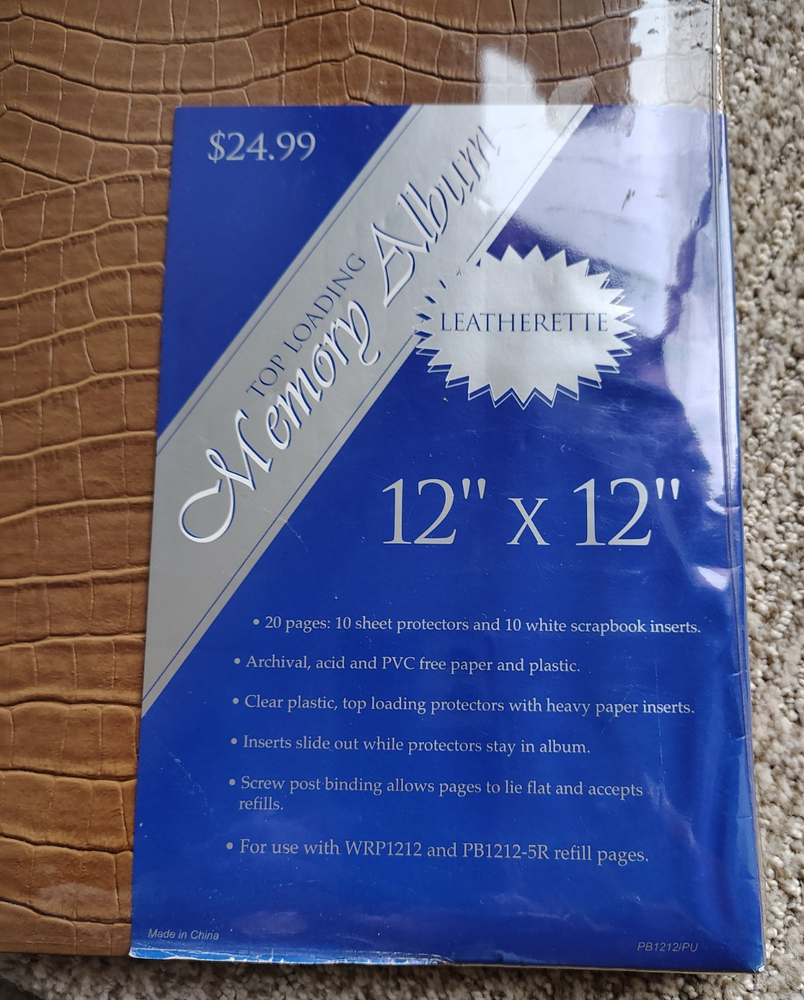 $24.99
TOP LOADING
Memory Album
LEATHERETTE
12" x 12"
• 20 pages: 10 sheet protectors and 10 white scrapbook inserts.
• Archival, acid and PVC free paper and plastic.
• Clear plastic, top loading protectors with heavy paper inserts.
• Inserts slide out while protectors stay in album.
• Screw post binding allows pages to lie flat and accepts
refills.
• For use with WRP1212 and PB1212-5R refill pages.
Made in China
PB1212/PU